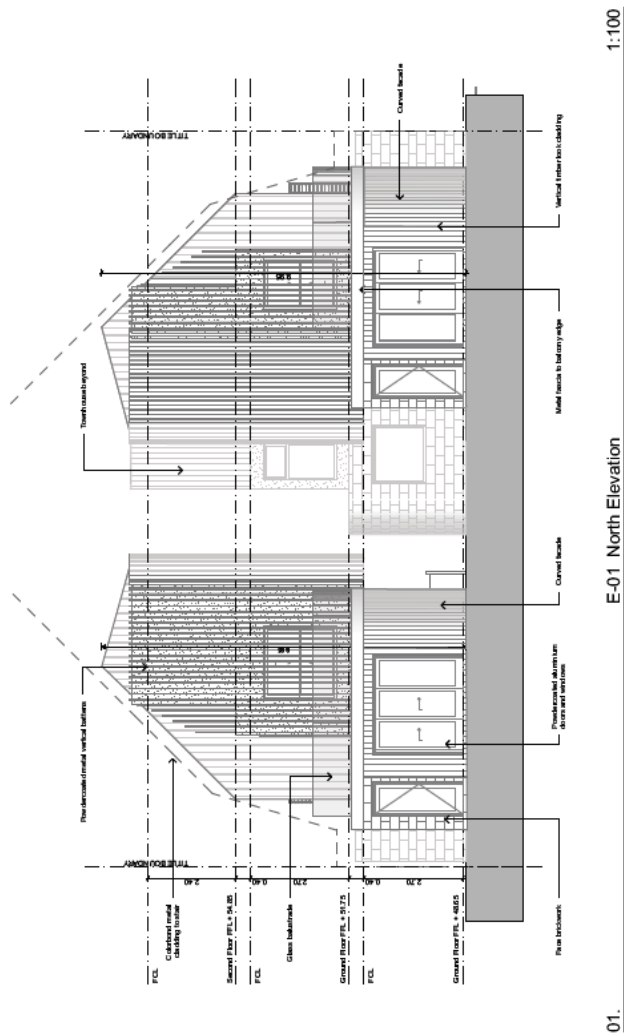 Townhouse beyond
Powdercoated metal vertical battens
Colorbond metal
cladding to stair
TITLE BOUNDARY
TITLE BOUNDARY
FCL
2.40
Second Floor FFL + 54.85
0.40
FCL
2.70
Glass balustrade
Ground Floor FFL + 51.75
0.40
FCL
2.70
Ground Floor FFL + 48.65
Face brickwork
Powdercoated aluminium
doors and windows
Curved facade
Metal fascia to balcony edge
Vertical timber look cladding
Curved facade
01.
E-01 North Elevation
1:100